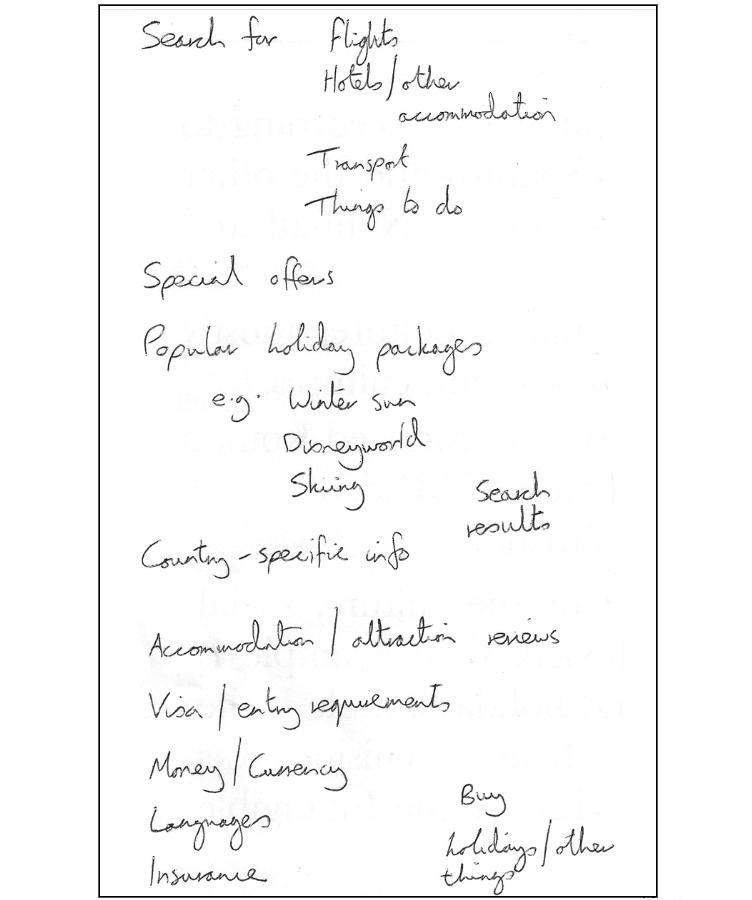 Search for Flights
Hotels/other
accommodation
Transport
Things to do
Special offers
Popular holiday packages
e.g. Winter sun
Disneyworld
Skiing
Search
results
Country-specific info
Accommodation / attraction reviews
Visa / entry requirements
Money / Currency
Buy
Languages
holidays/other
Insurance
things